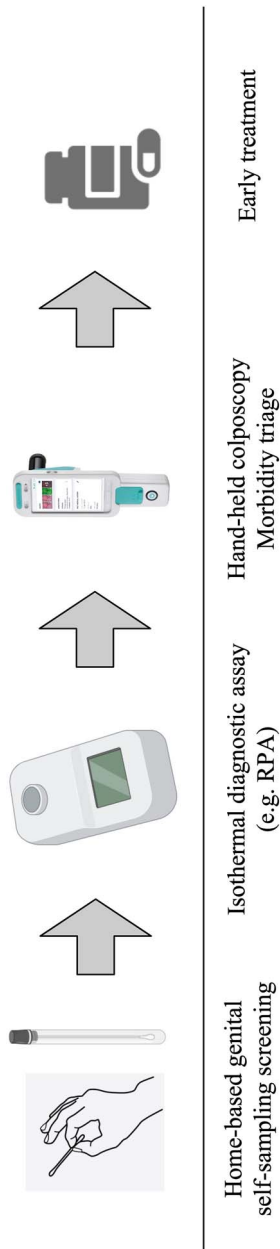 Home-based genital
self-sampling screening
Isothermal diagnostic assay
(e.g. RPA)
Hand-held colposcopy
Morbidity triage
Early treatment